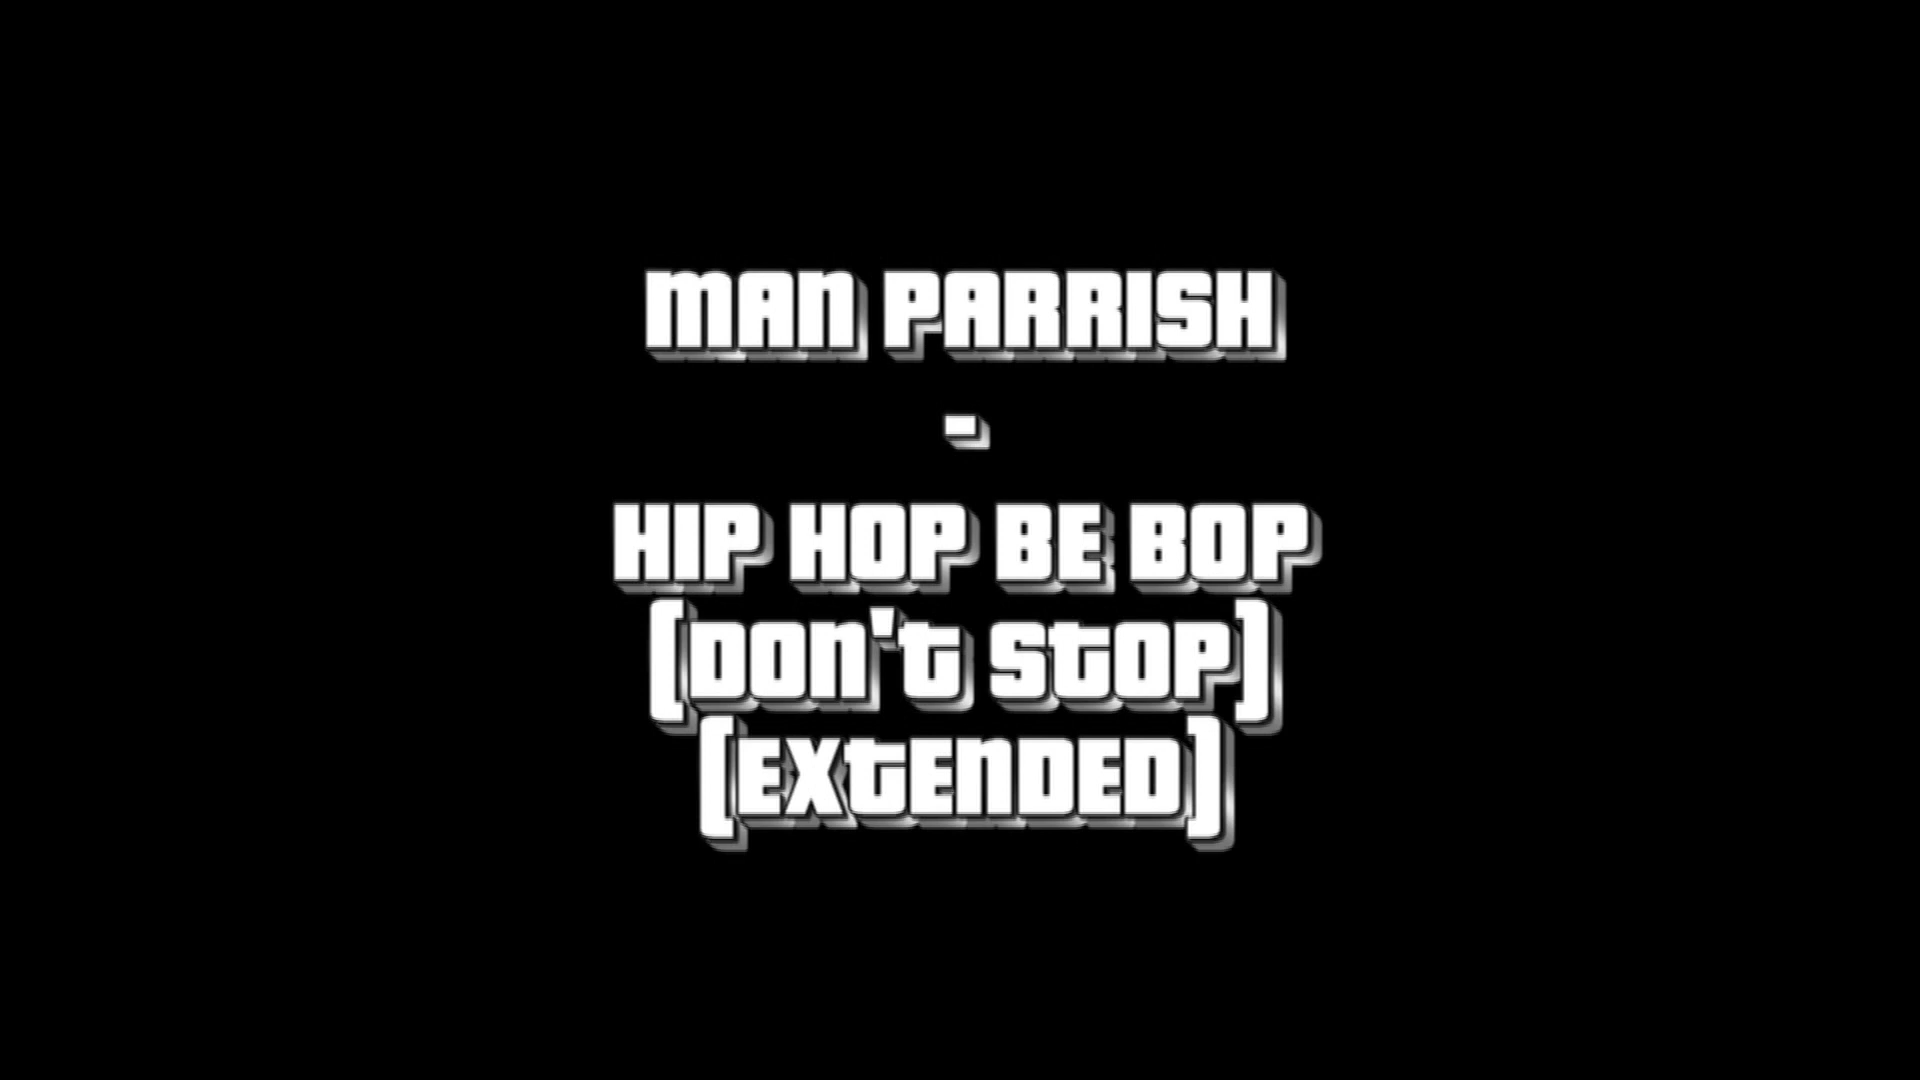 MAN PARRISH
-
HIP HOP BE BOP
(DON'T STOP)
(EXTENDED)